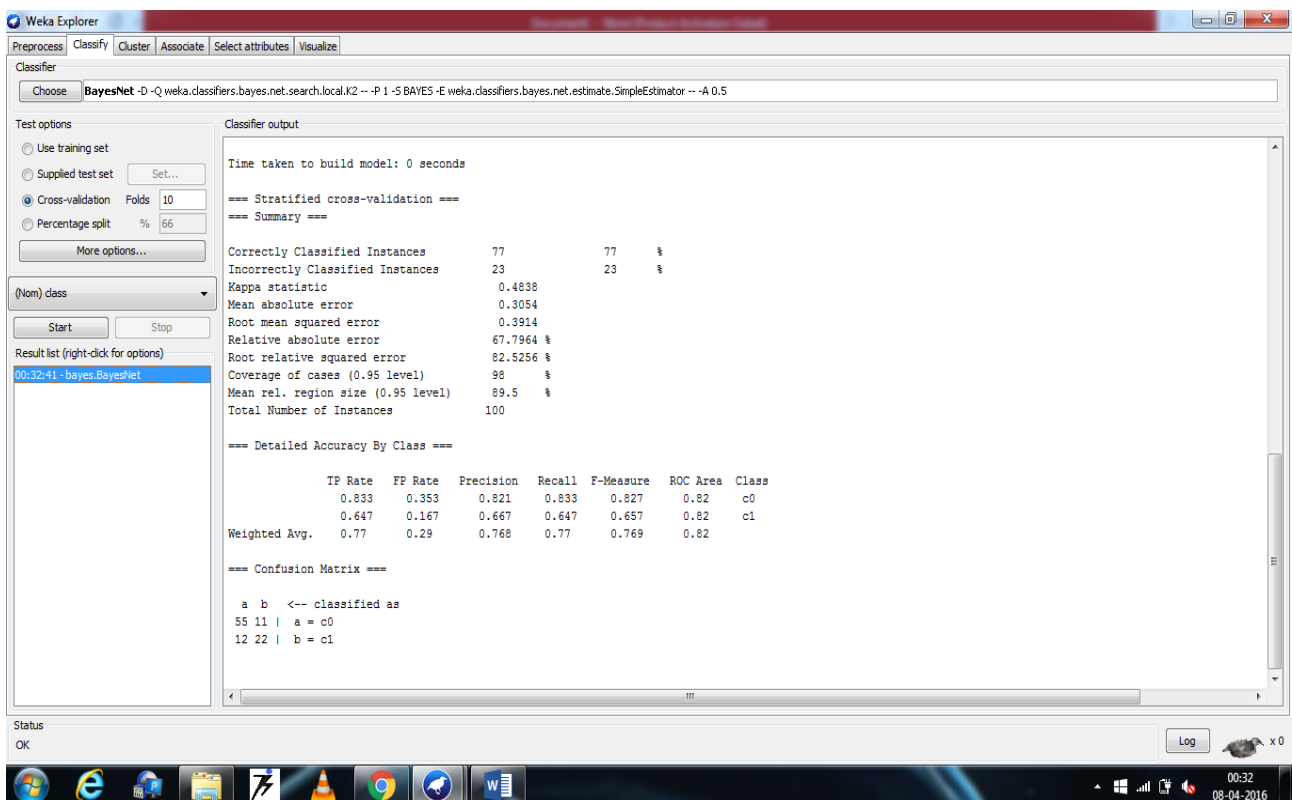 Weka Explorer
Document1 - Word (Product Activation Failed)
Preprocess Classify Cluster Associate Select attributes Visualize
Classifier
Choose BayesNet -D -Q weka.classifiers.bayes.net.search.local.K2 -- -P 1 -S BAYES -E weka.classifiers.bayes.net.estimate.SimpleEstimator -- -A 0.5
Test options
Use training set
Supplied test set Set...
Cross-validation Folds 10
Percentage split % 66
More options...
(Nom) class
Start Stop
Result list (right-click for options)
00:32:41 - bayes.BayesNet
Classifier output
Time taken to build model: 0 seconds
=== Stratified cross-validation ===
=== Summary ===
Correctly Classified Instances 77 77 %
Incorrectly Classified Instances 23 23 %
Kappa statistic 0.4838
Mean absolute error 0.3054
Root mean squared error 0.3914
Relative absolute error 67.7964 %
Root relative squared error 82.5256 %
Coverage of cases (0.95 level) 98 %
Mean rel. region size (0.95 level) 89.5 %
Total Number of Instances 100
=== Detailed Accuracy By Class ===
TP Rate FP Rate Precision Recall F-Measure ROC Area Class
0.833 0.353 0.821 0.833 0.827 0.82 c0
0.647 0.167 0.667 0.647 0.657 0.82 c1
Weighted Avg. 0.77 0.29 0.768 0.77 0.769 0.82
=== Confusion Matrix ===
a b <-- classified as
55 11 | a = c0
12 22 | b = c1
Status
OK
Log x 0
00:32
08-04-2016